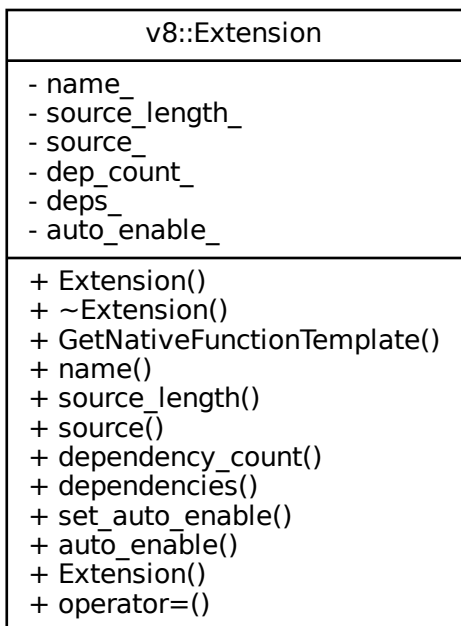 v8::Extension
- name_
- source_length_
- source_
- dep_count_
- deps_
- auto_enable_
+ Extension()
+ ~Extension()
+ GetNativeFunctionTemplate()
+ name()
+ source_length()
+ source()
+ dependency_count()
+ dependencies()
+ set_auto_enable()
+ auto_enable()
+ Extension()
+ operator=()